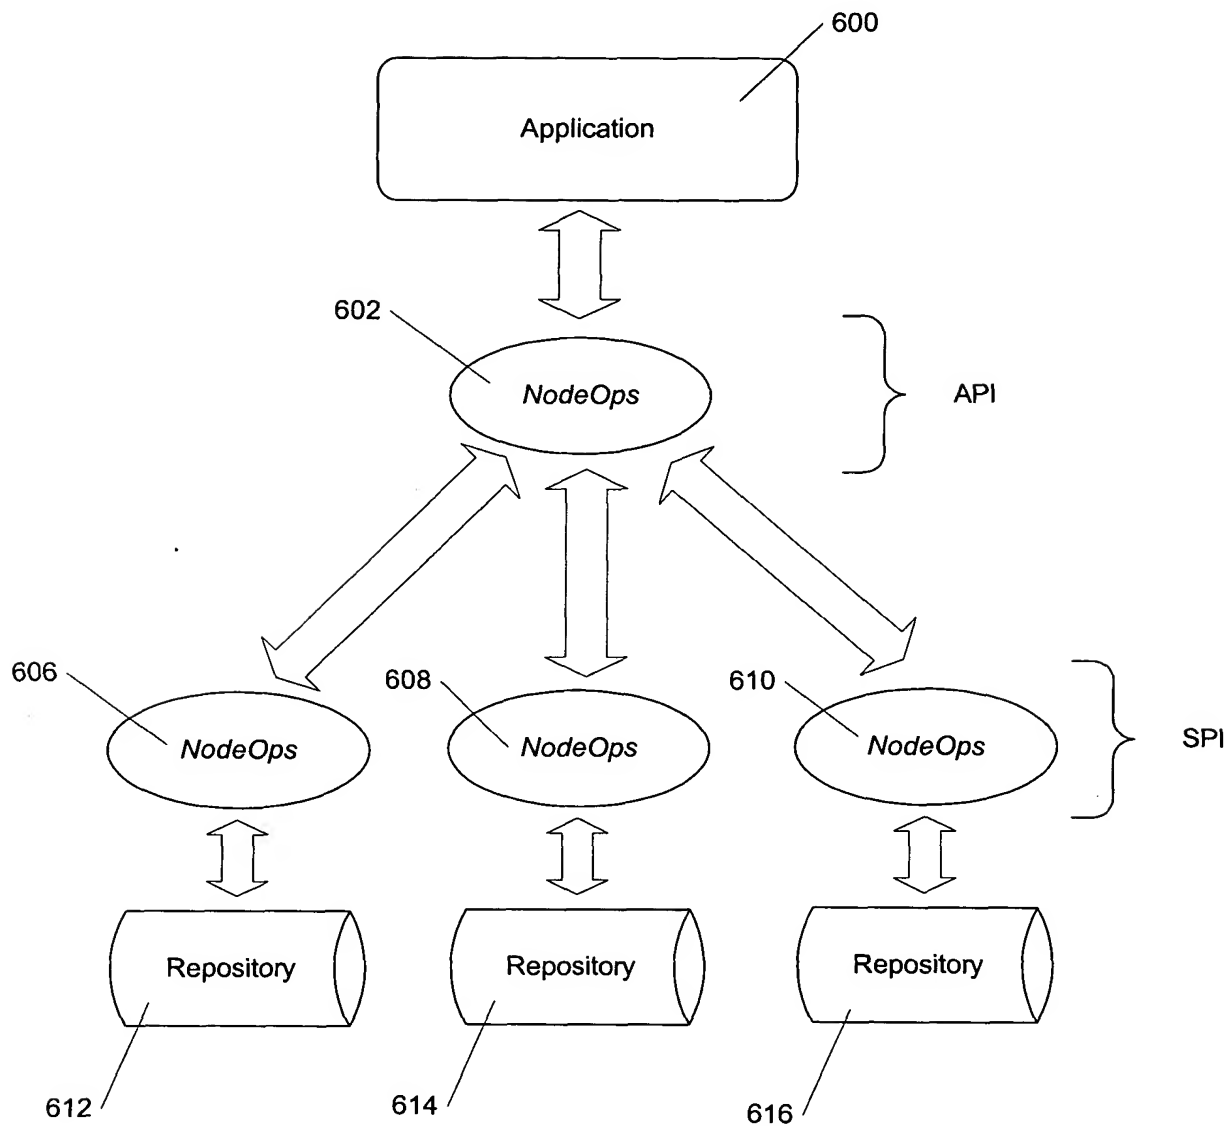 600
Application
602
NodeOps
API
606
608
610
NodeOps
NodeOps
NodeOps
SPI
Repository
Repository
Repository
612
614
616